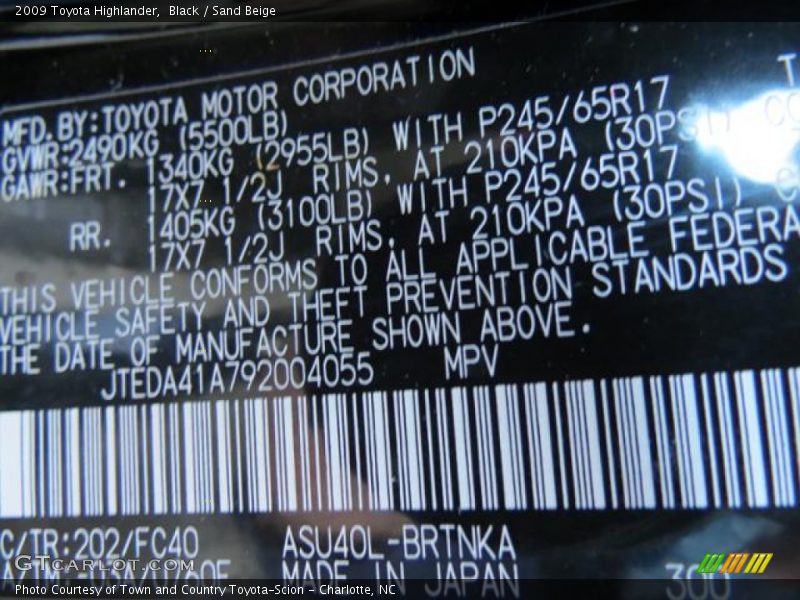 2009 Toyota Highlander, Black / Sand Beige
MFD.BY:TOYOTA MOTOR CORPORATION
GVWR:2490KG (5500LB)
GAWR:FRT. 1340KG (2955LB) WITH P245/65R17
17X7 1/2J RIMS, AT 210KPA (30PSI)
RR. 1405KG (3100LB) WITH P245/65R17
17X7 1/2J RIMS, AT 210KPA (30PSI)
THIS VEHICLE CONFORMS TO ALL APPLICABLE FEDERA
VEHICLE SAFETY AND THEFT PREVENTION STANDARDS
THE DATE OF MANUFACTURE SHOWN ABOVE.
JTEDA41A792004055 MPV
C/TR:202/FC40 ASU40L-BRTNKA
MADE IN JAPAN 300
GTcarlot.com
Photo Courtesy of Town and Country Toyota-Scion - Charlotte, NC